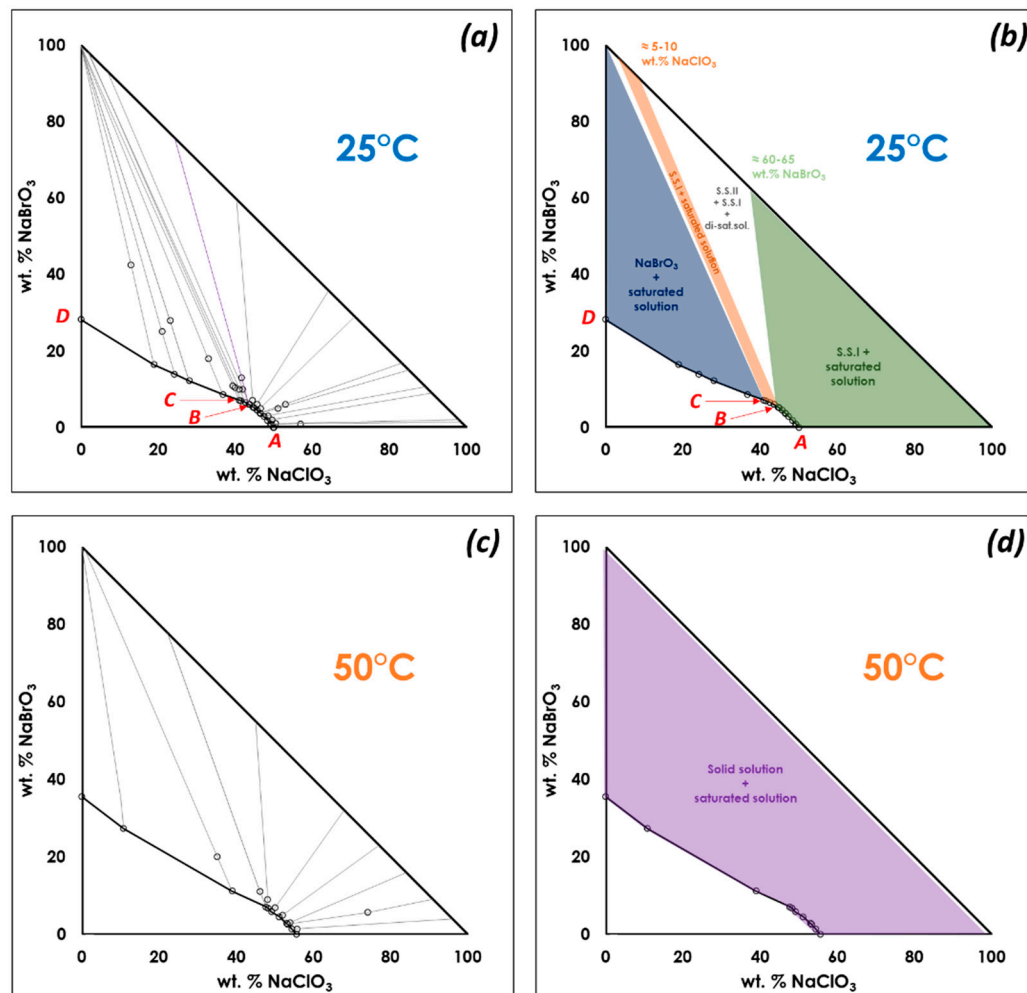 (a)
100
80
60
40
20
0
wt. % NaBrO₃
25°C
D
C
B
A
0 20 40 60 80 100
wt. % NaClO₃
(b)
≈ 5-10
wt.% NaClO₃
100
80
60
40
20
0
wt. % NaBrO₃
25°C
≈ 60-65
wt.% NaBrO₃
S.S.I + saturated solution
S.S.II
+ S.S.I
+
di-sat.sol.
NaBrO₃
+
saturated
solution
S.S.I +
saturated
solution
D
C
B
A
0 20 40 60 80 100
wt. % NaClO₃
(c)
100
80
60
40
20
0
wt. % NaBrO₃
50°C
0 20 40 60 80 100
wt. % NaClO₃
(d)
100
80
60
40
20
0
wt. % NaBrO₃
50°C
Solid solution
+
saturated solution
0 20 40 60 80 100
wt. % NaClO₃